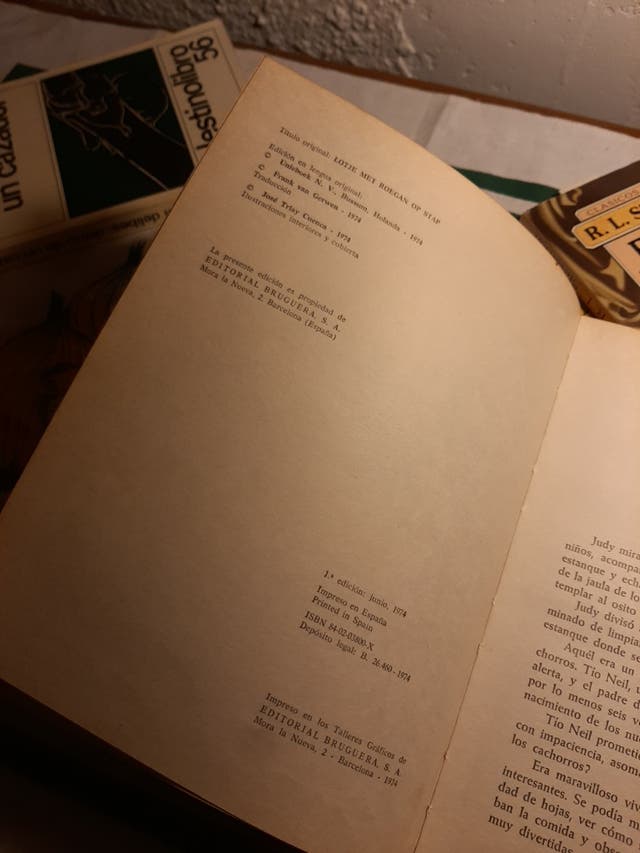 un cazador
destinolibro
56
CLÁSICOS
R. L. S
Título original: LOTJE MET ROEGAN OP STAP
Edición en lengua original:
© Unieboek N. V., Bussum, Holanda - 1974
© Frank van Gerwen - 1974
Traducción
© José Triay Cuenca - 1974
Ilustraciones interiores y cubierta
La presente edición es propiedad de
EDITORIAL BRUGUERA, S. A.
Mora la Nueva, 2. Barcelona (España)
1.ª edición: junio, 1974
Impreso en España
Printed in Spain
ISBN 84-02-03800-X
Depósito legal: B. 26.460 - 1974
Impreso en los Talleres Gráficos de
EDITORIAL BRUGUERA, S. A.
Mora la Nueva, 2 - Barcelona - 1974
Judy mira
niños, acompa
estanque y ech
de la jaula de lo
templar al osito
Judy divisó
minado de limpia
estanque donde se
Aquél era un
chorros. Tío Neil,
alerta, y el padre d
por lo menos seis v
nacimiento de los nue
Tío Neil prometió
con impaciencia, asom
los cachorros?
Era maravilloso viv
interesantes. Se podía m
dad de hojas, ver cómo
ban la comida y obse
muy divertidas